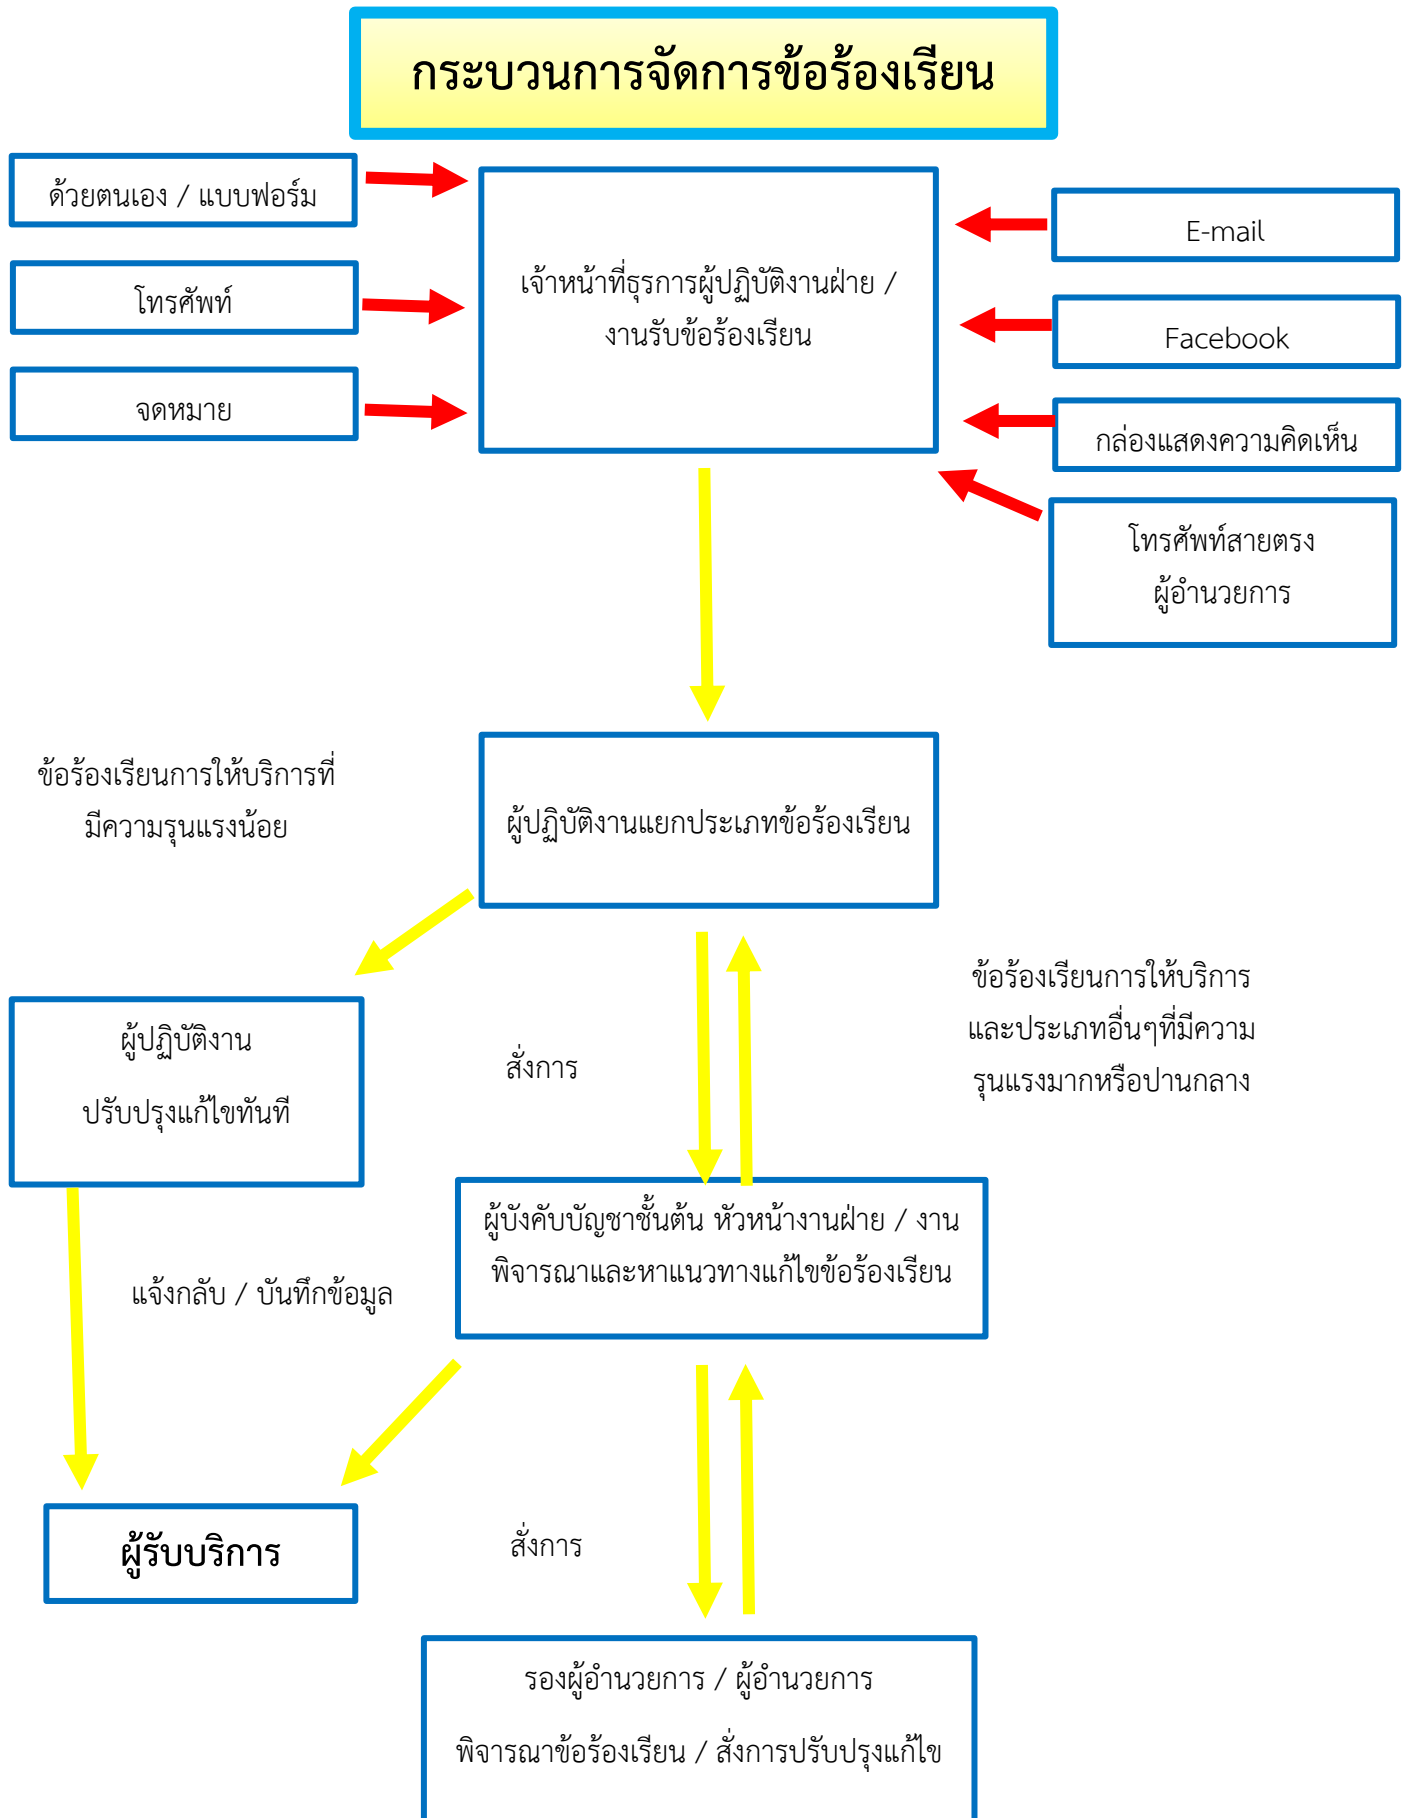 กระบวนการจัดการข้อร้องเรียน
ด้วยตนเอง / แบบฟอร์ม
โทรศัพท์
จดหมาย
เจ้าหน้าที่ธุรการผู้ปฏิบัติงานฝ่าย /
งานรับข้อร้องเรียน
E-mail
Facebook
กล่องแสดงความคิดเห็น
โทรศัพท์สายตรง
ผู้อำนวยการ
ข้อร้องเรียนการให้บริการที่
มีความรุนแรงน้อย
ผู้ปฏิบัติงานแยกประเภทข้อร้องเรียน
ข้อร้องเรียนการให้บริการ
และประเภทอื่นๆที่มีความ
รุนแรงมากหรือปานกลาง
ผู้ปฏิบัติงาน
ปรับปรุงแก้ไขทันที
สั่งการ
ผู้บังคับบัญชาชั้นต้น หัวหน้างานฝ่าย / งาน
พิจารณาและหาแนวทางแก้ไขข้อร้องเรียน
แจ้งกลับ / บันทึกข้อมูล
ผู้รับบริการ
สั่งการ
รองผู้อำนวยการ / ผู้อำนวยการ
พิจารณาข้อร้องเรียน / สั่งการปรับปรุงแก้ไข